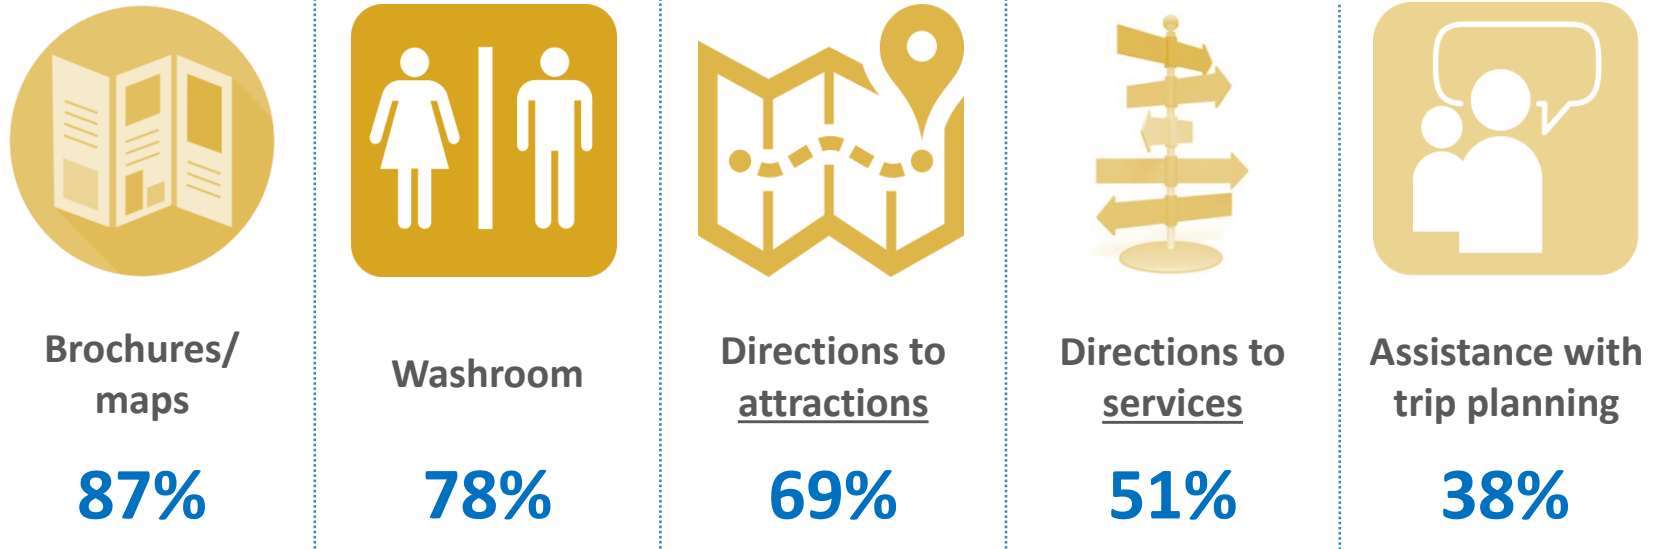 Brochures/
maps
87%
Washroom
78%
Directions to
attractions
69%
Directions to
services
51%
Assistance with
trip planning
38%